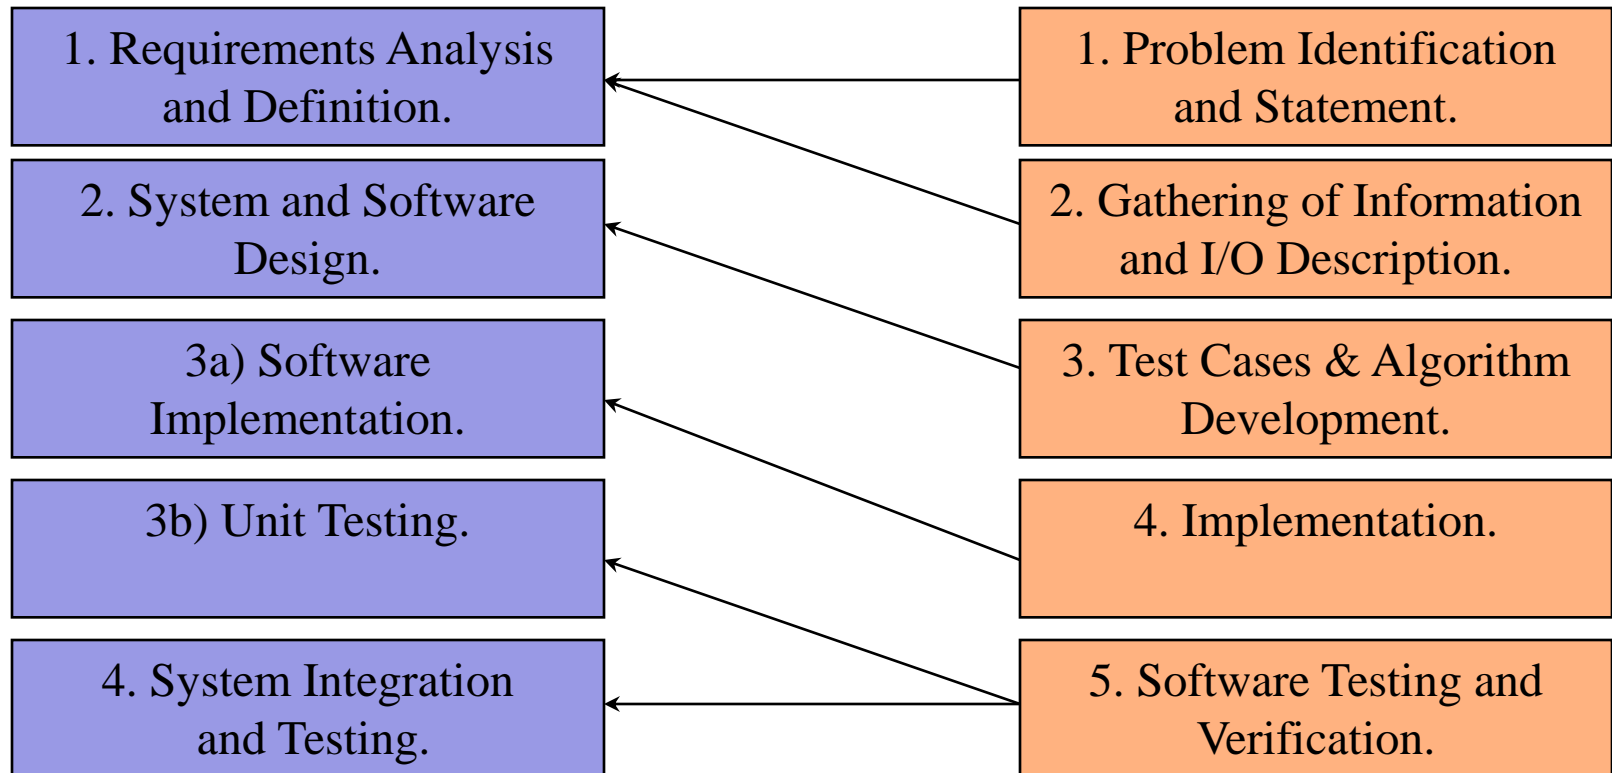 1. Requirements Analysis
and Definition.
1. Problem Identification
and Statement.
2. System and Software
Design.
2. Gathering of Information
and I/O Description.
3a) Software
Implementation.
3. Test Cases & Algorithm
Development.
3b) Unit Testing.
4. Implementation.
4. System Integration
and Testing.
5. Software Testing and
Verification.